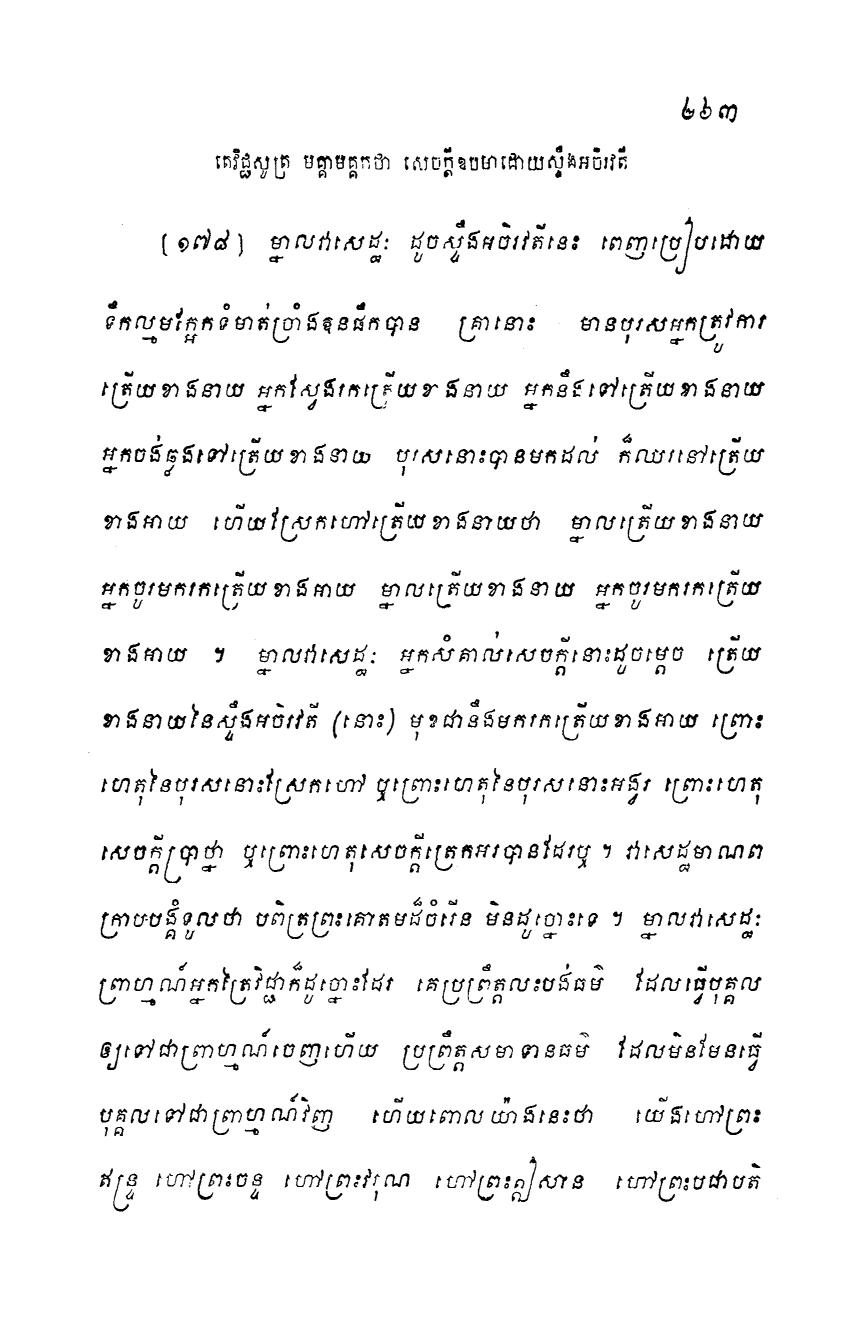 ២៦៣
តេវិជ្ជសូត្រ មគ្គាមគ្គកថា សេចក្តីឧបមាដោយស្ទឹងអចិរវតី
[១៧៨] ម្នាលវាសេដ្ឋៈ ដូចស្ទឹងអចិរវតីនេះ ពេញប្រៀបដោយ
ទឹកល្មមក្អែកទំមាត់ច្រាំងឱនផឹកបាន គ្រានោះ មានបុរសអ្នកត្រូវការ
ត្រើយខាងនាយ អ្នកស្វែងរកត្រើយខាងនាយ អ្នកនឹងទៅត្រើយខាងនាយ
អ្នកចង់ឆ្លងទៅត្រើយខាងនាយ បុរសនោះបានមកដល់ ក៏ឈរនៅត្រើយ
ខាងអាយ ហើយស្រែកហៅត្រើយខាងនាយថា ម្នាលត្រើយខាងនាយ
អ្នកចូរមករកត្រើយខាងអាយ ម្នាលត្រើយខាងនាយ អ្នកចូរមករកត្រើយ
ខាងអាយ ។ ម្នាលវាសេដ្ឋៈ អ្នកសំគាល់សេចក្តីនោះដូចម្តេច ត្រើយ
ខាងនាយនៃស្ទឹងអចិរវតី (នោះ) មុខជានឹងមករកត្រើយខាងអាយ ព្រោះ
ហេតុនៃបុរសនោះស្រែកហៅ ឬព្រោះហេតុនៃបុរសនោះអង្វរ ព្រោះហេតុ
សេចក្តីប្រាថ្នា ឬព្រោះហេតុសេចក្តីត្រេកអរបានដែរឬ ។ វាសេដ្ឋមាណព
ក្រាបបង្គំទូលថា បពិត្រព្រះគោតមដ៏ចំរើន មិនដូច្នោះទេ ។ ម្នាលវាសេដ្ឋៈ
ព្រាហ្មណ៍អ្នកត្រៃវិជ្ជាក៏ដូច្នោះដែរ គេប្រព្រឹត្តលះបង់ធម៌ ដែលធ្វើបុគ្គល
ឲ្យទៅជាព្រាហ្មណ៍ចេញហើយ ប្រព្រឹត្តសមាទានធម៌ ដែលមិនមែនធ្វើ
បុគ្គលទៅជាព្រាហ្មណ៍វិញ ហើយពោលយ៉ាងនេះថា យើងហៅព្រះ
ឥន្ទ្រ ហៅព្រះចន្ទ ហៅព្រះវរុណ ហៅព្រះឦសាន ហៅព្រះបជាបតិ